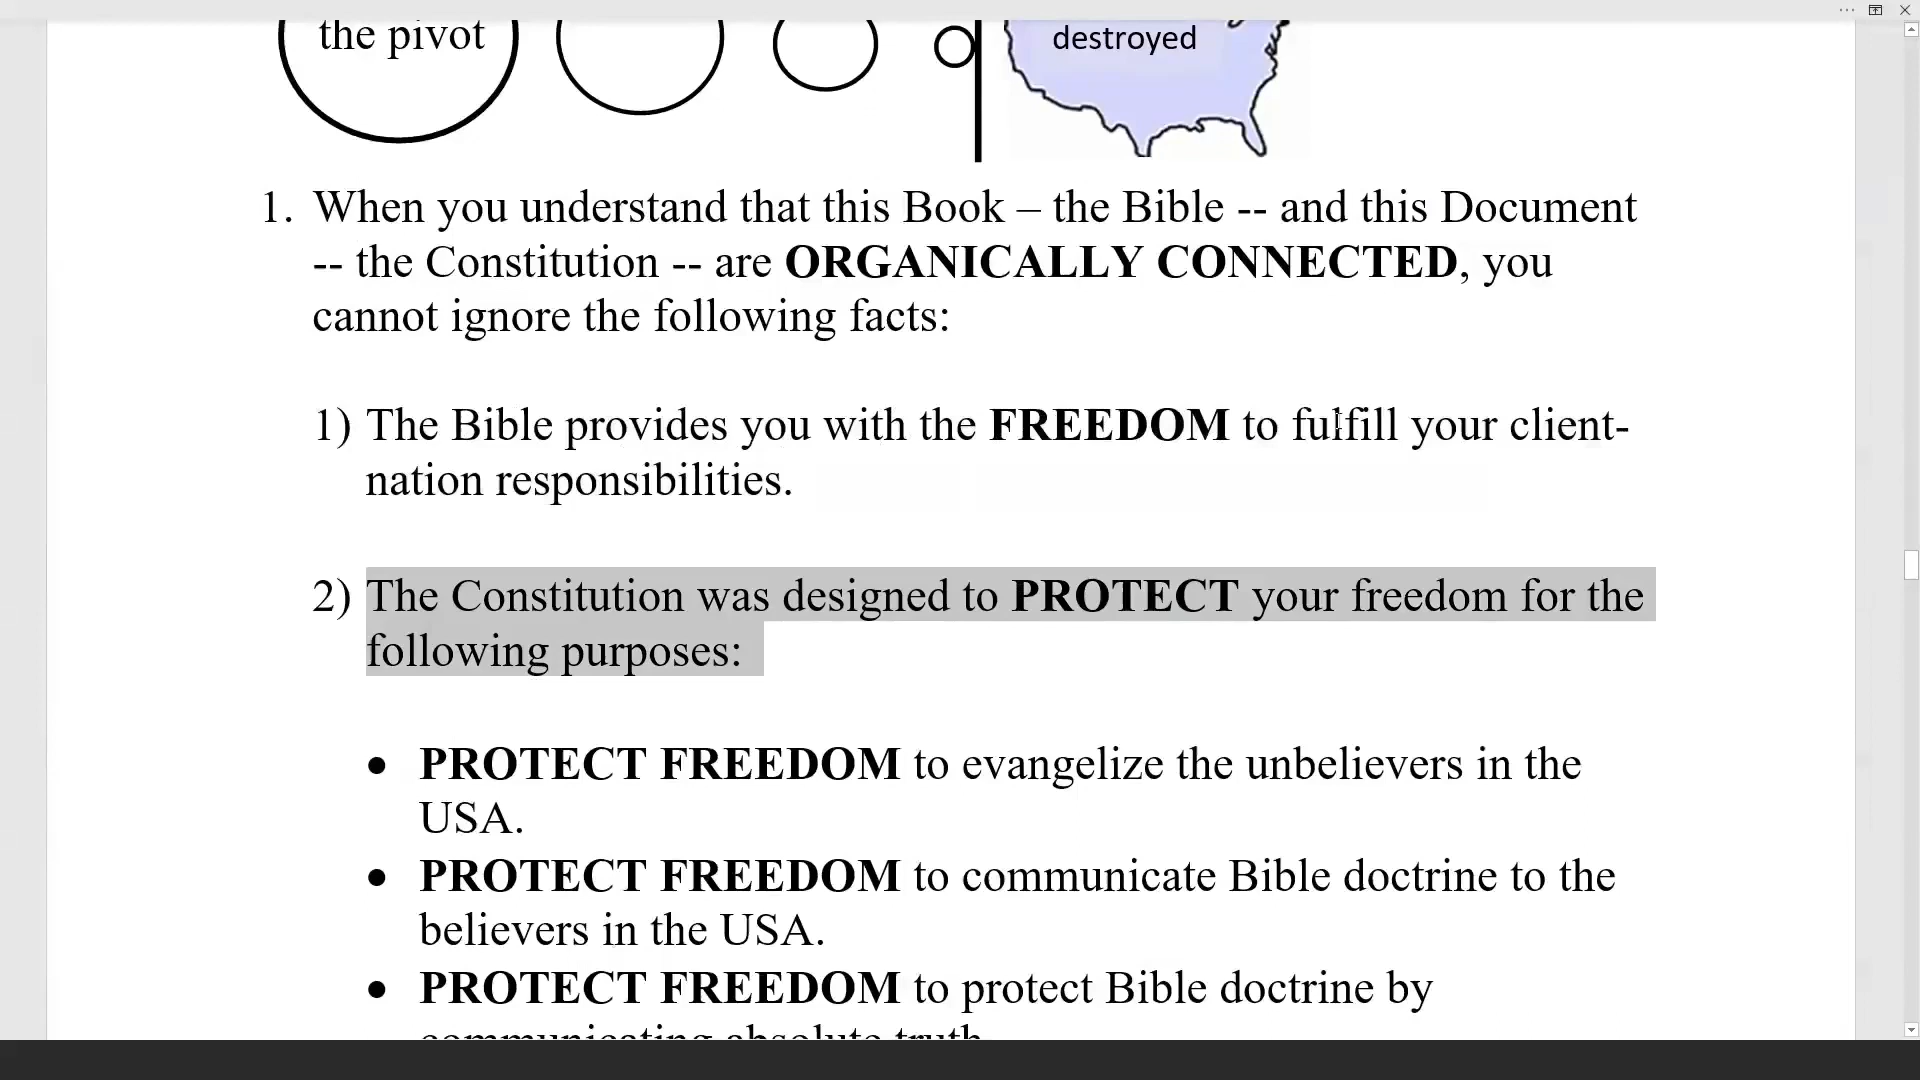 the pivot
destroyed
1. When you understand that this Book – the Bible -- and this Document
-- the Constitution -- are ORGANICALLY CONNECTED, you
cannot ignore the following facts:
1) The Bible provides you with the FREEDOM to fulfill your client-
nation responsibilities.
2) The Constitution was designed to PROTECT your freedom for the
following purposes:
• PROTECT FREEDOM to evangelize the unbelievers in the
USA.
• PROTECT FREEDOM to communicate Bible doctrine to the
believers in the USA.
• PROTECT FREEDOM to protect Bible doctrine by
communicating absolute truth